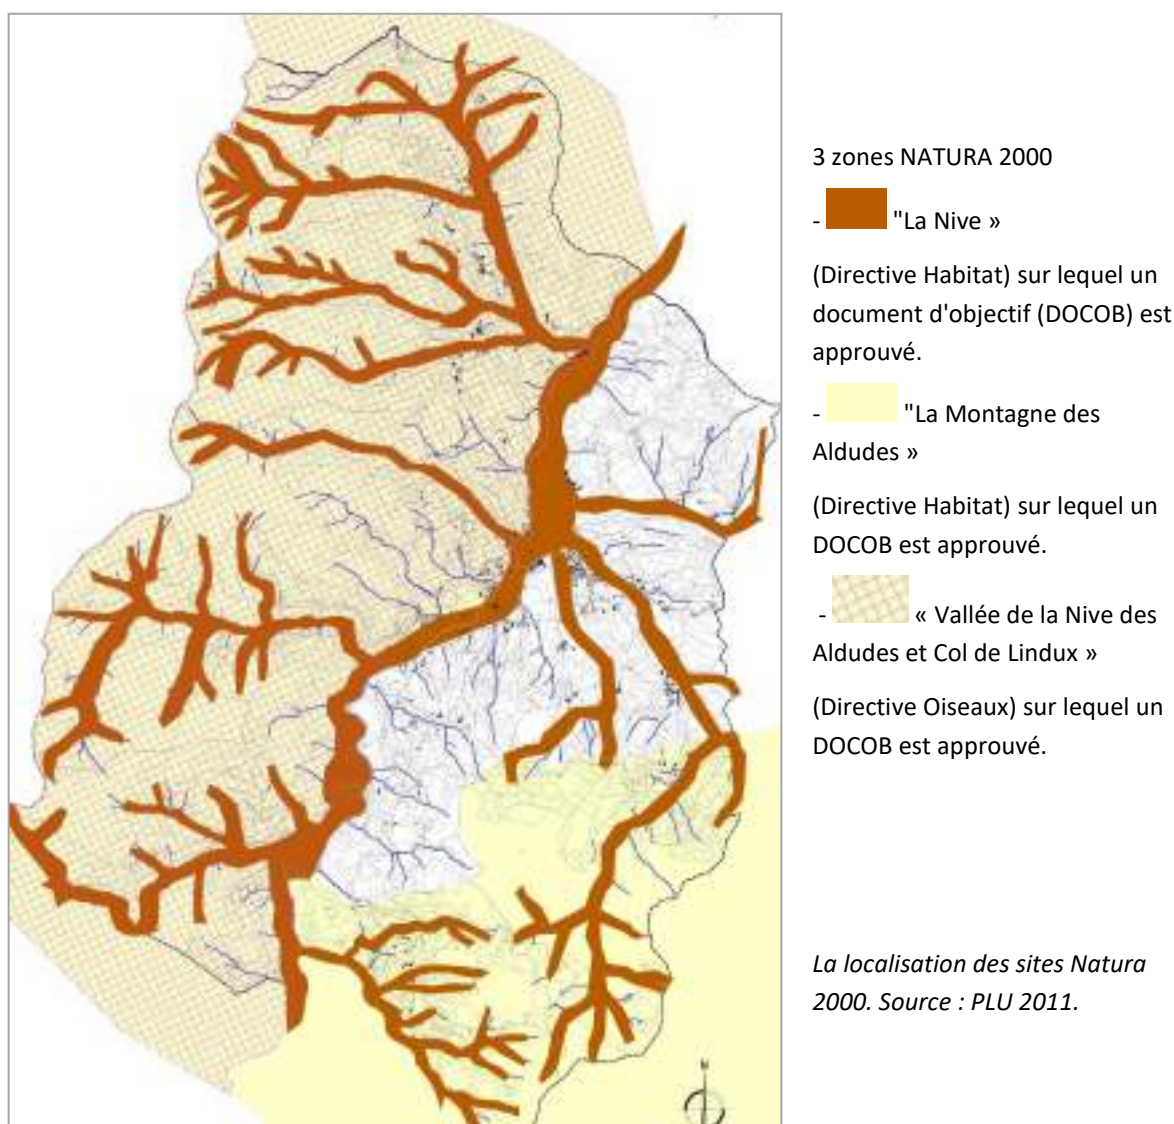 3 zones NATURA 2000
- "La Nive »
(Directive Habitat) sur lequel un
document d'objectif (DOCOB) est
approuvé.
- "La Montagne des
Aldudes »
(Directive Habitat) sur lequel un
DOCOB est approuvé.
- « Vallée de la Nive des
Aldudes et Col de Lindux »
(Directive Oiseaux) sur lequel un
DOCOB est approuvé.
La localisation des sites Natura
2000. Source : PLU 2011.
N